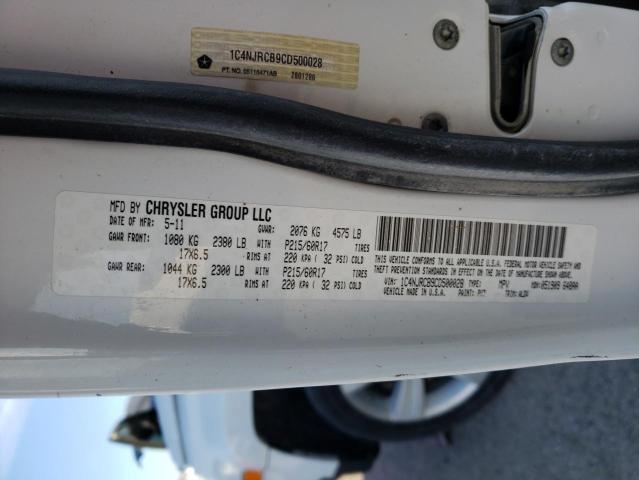 1C4NJRCB9CD500028
PT. NO. 05116471AB 2801286
MFD BY CHRYSLER GROUP LLC
DATE OF MFR: 5-11 GVWR: 2076 KG 4575 LB
GAWR FRONT: 1080 KG 2380 LB WITH P215/60R17 TIRES
17X6.5 RIMS AT 220 KPA ( 32 PSI) COLD
GAWR REAR: 1044 KG 2300 LB WITH P215/60R17 TIRES
17X6.5 RIMS AT 220 KPA ( 32 PSI) COLD
THIS VEHICLE CONFORMS TO ALL APPLICABLE U.S.A. FEDERAL MOTOR VEHICLE SAFETY AND
THEFT PREVENTION STANDARDS IN EFFECT ON THE DATE OF MANUFACTURE SHOWN ABOVE.
VIN: 1C4NJRCB9CD500028 TYPE: MPV
VEHICLE MADE IN U.S.A. PAINT: TRIM: